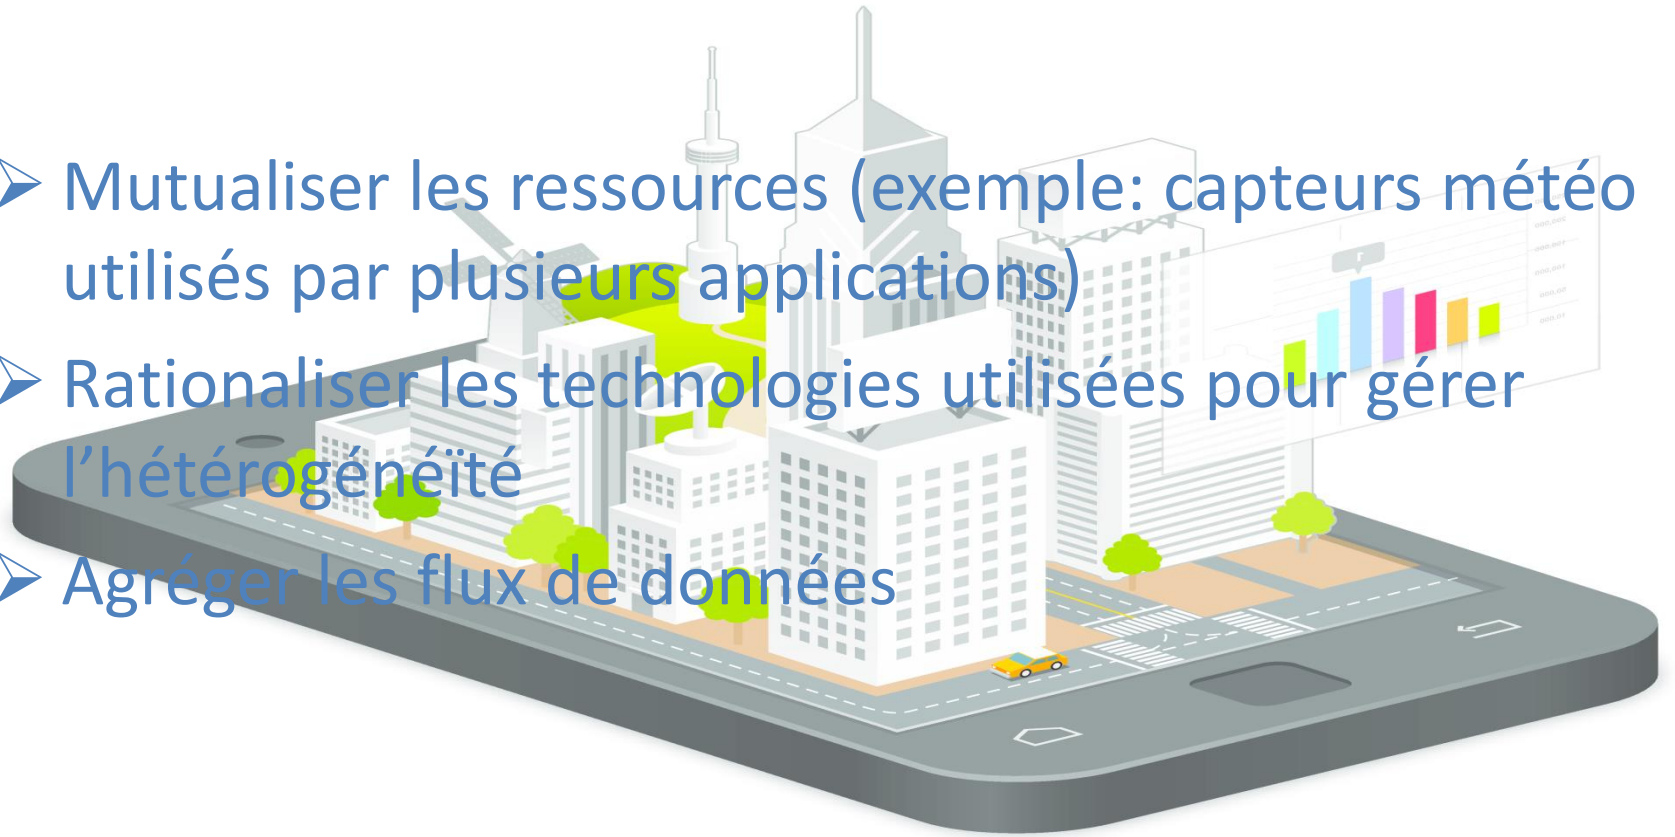 ➢ Mutualiser les ressources (exemple: capteurs météo
utilisés par plusieurs applications)
➢ Rationaliser les technologies utilisées pour gérer
l’hétérogénéïté
➢ Agréger les flux de données